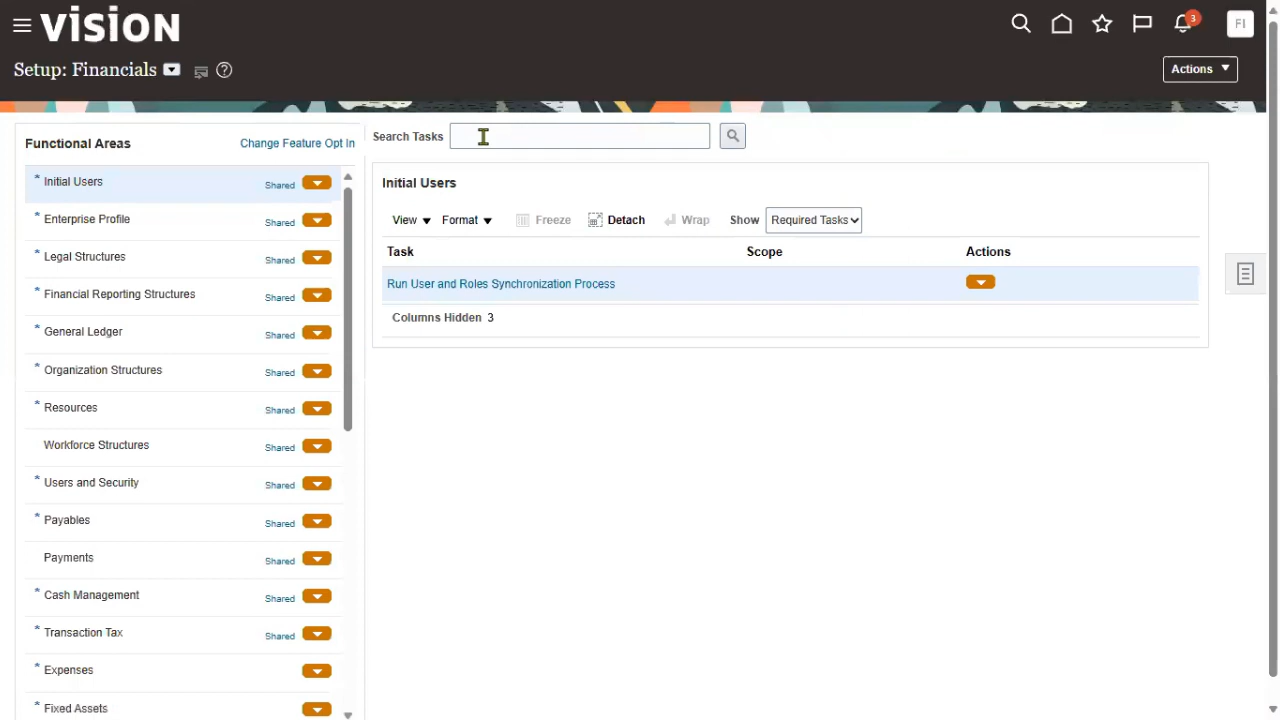 VISION
3
FI
Setup: Financials
Actions
Functional Areas
Change Feature Opt In
Search Tasks
* Initial Users Shared
* Enterprise Profile Shared
* Legal Structures Shared
* Financial Reporting Structures Shared
* General Ledger Shared
* Organization Structures Shared
* Resources Shared
Workforce Structures Shared
* Users and Security Shared
* Payables Shared
Payments Shared
* Cash Management Shared
* Transaction Tax Shared
* Expenses
* Fixed Assets
Initial Users
View Format Freeze Detach Wrap Show Required Tasks
Task Scope Actions
Run User and Roles Synchronization Process
Columns Hidden 3